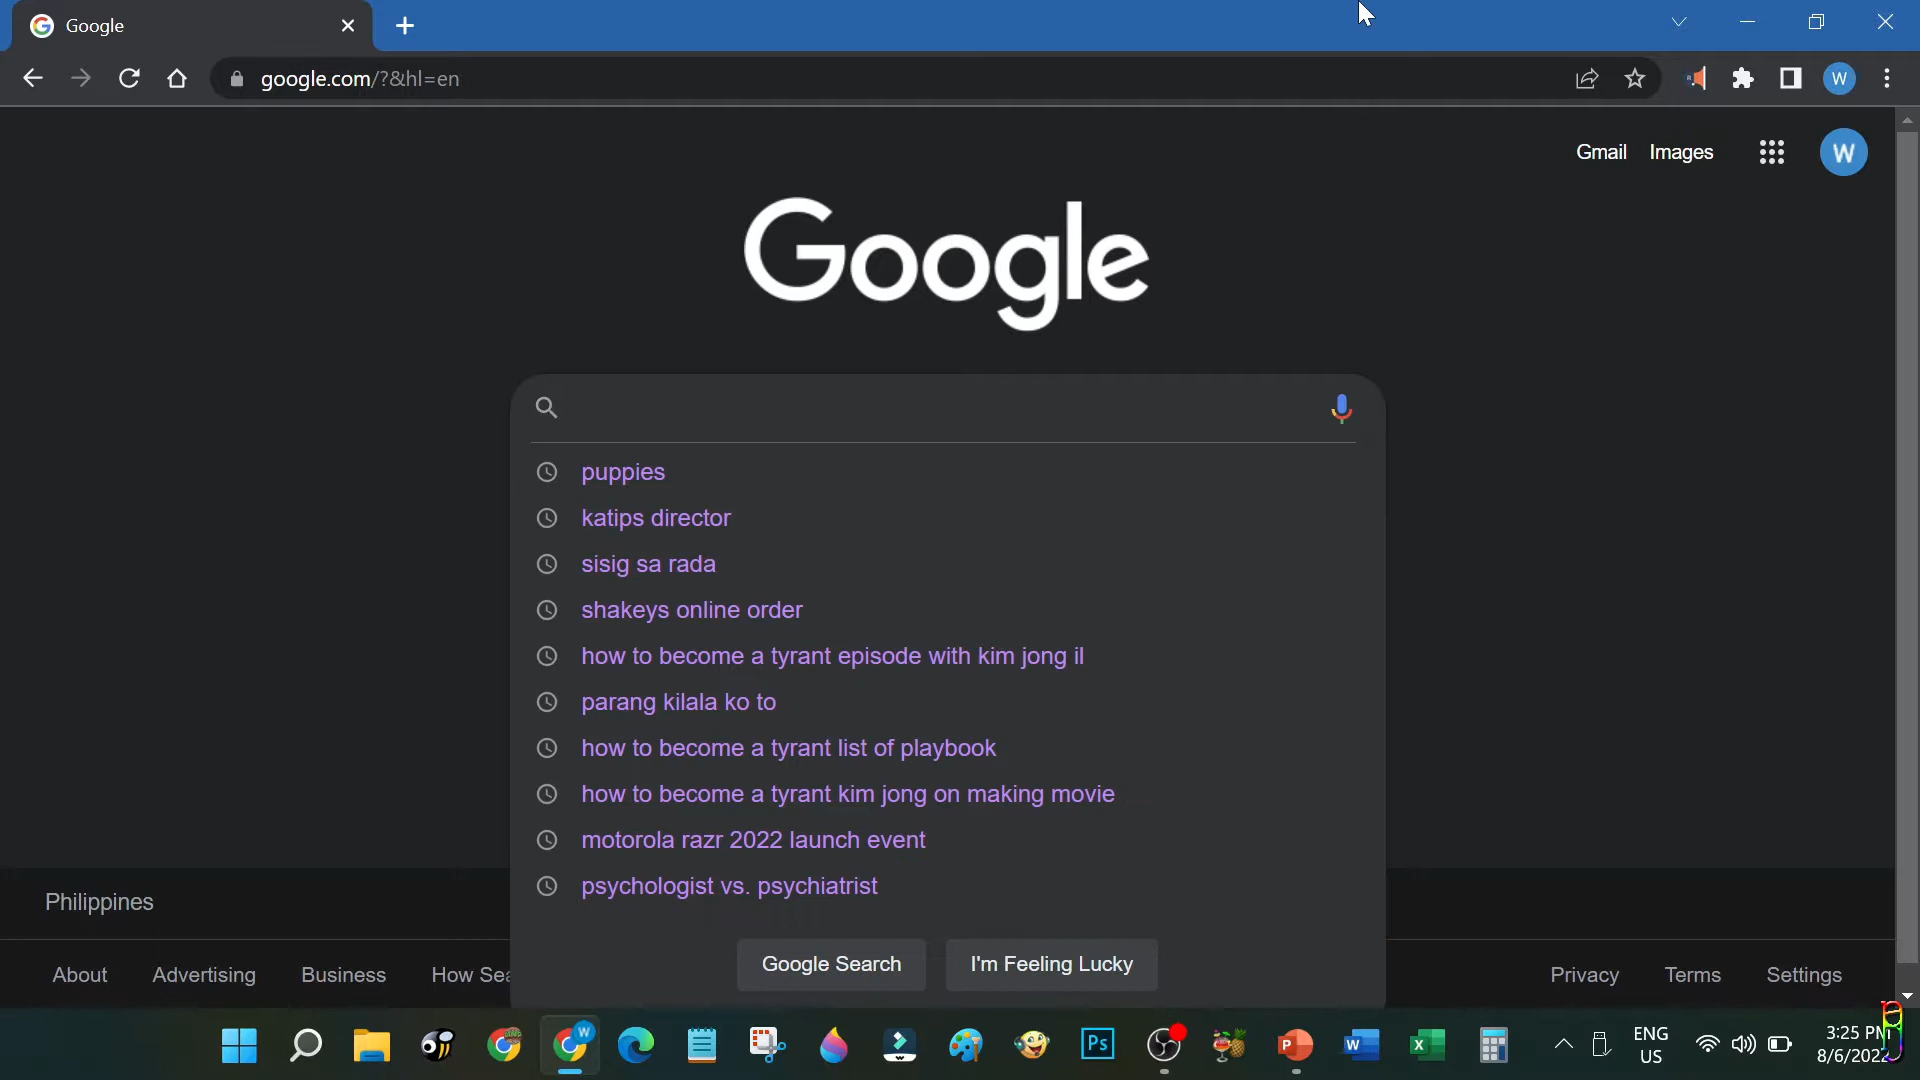 Google
google.com/?&hl=en
W
Gmail
Images
W
Google
puppies
katips director
sisig sa rada
shakeys online order
how to become a tyrant episode with kim jong il
parang kilala ko to
how to become a tyrant list of playbook
how to become a tyrant kim jong on making movie
motorola razr 2022 launch event
psychologist vs. psychiatrist
Google Search
I'm Feeling Lucky
Philippines
About
Advertising
Business
How Sea
Privacy
Terms
Settings
W
Ps
P
W
X
ENG
US
3:25 PM
8/6/2022